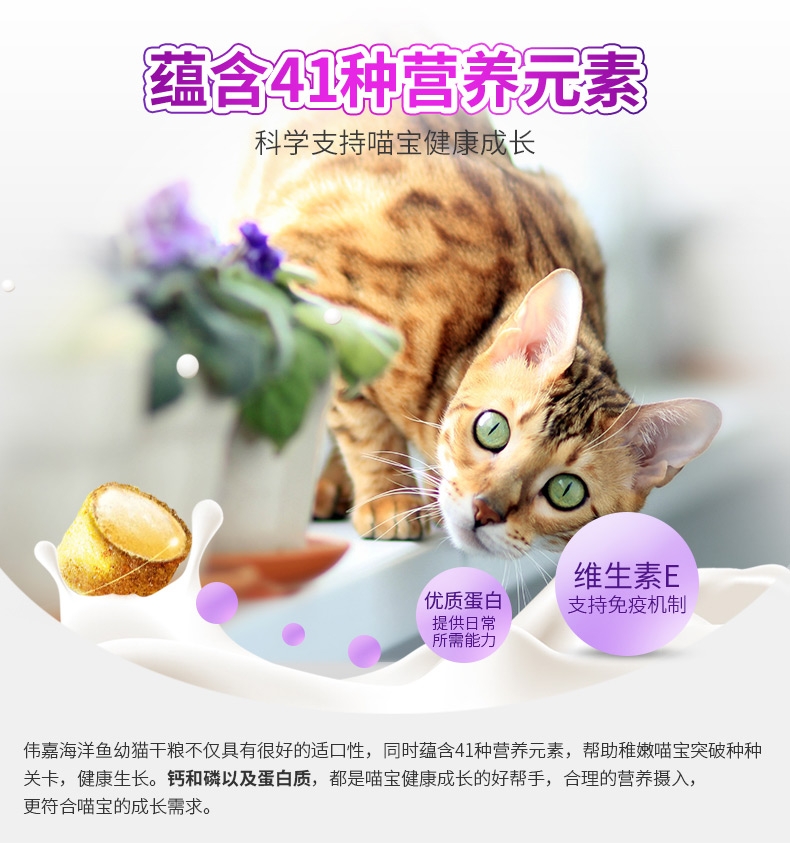 蕴含41种营养元素
科学支持喵宝健康成长
维生素E
支持免疫机制
优质蛋白
提供日常
所需能力
伟嘉海洋鱼幼猫干粮不仅具有很好的适口性，同时蕴含41种营养元素，帮助稚嫩喵宝突破种种
关卡，健康生长。钙和磷以及蛋白质，都是喵宝健康成长的好帮手，合理的营养摄入，
更符合喵宝的成长需求。